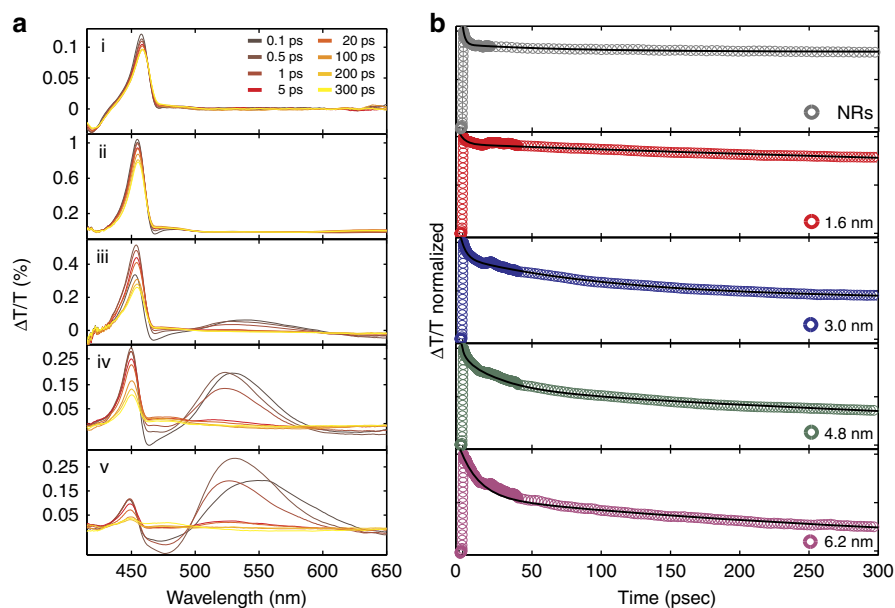 a
i
0.1
0.05
0
0.1 ps
0.5 ps
1 ps
5 ps
20 ps
100 ps
200 ps
300 ps
ii
1
0.6
0.2
iii
0.4
0.2
0
iv
0.25
0.15
0.05
v
0.25
0.15
0.05
450 500 550 600 650
Wavelength (nm)
ΔT/T (%)
b
NRs
1.6 nm
3.0 nm
4.8 nm
6.2 nm
0 50 100 150 200 250 300
Time (psec)
ΔT/T normalized